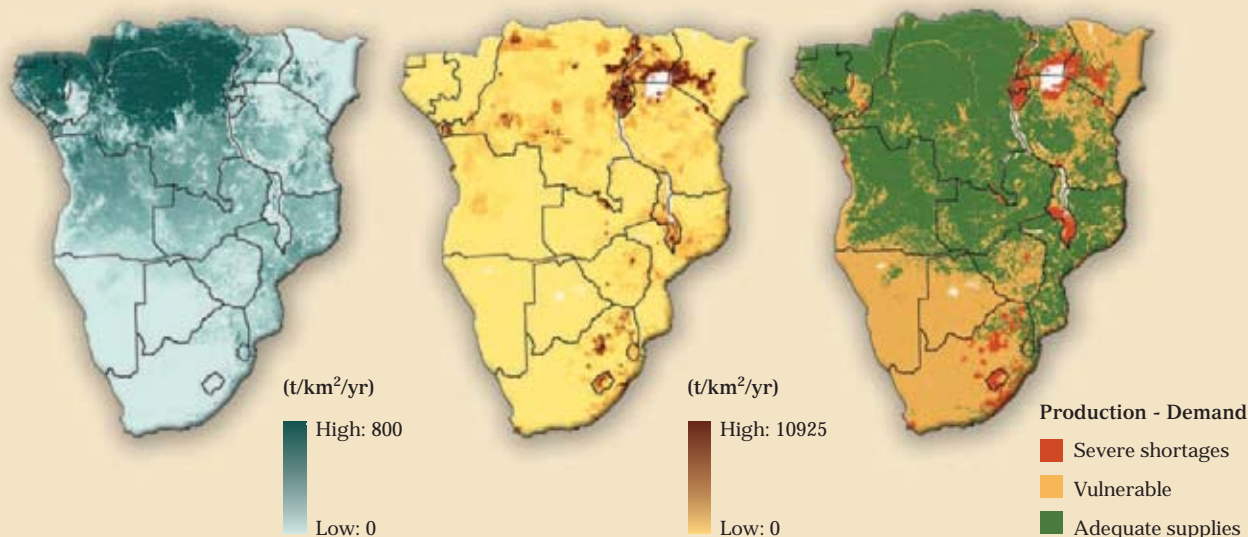 (t/km²/yr)
High: 800
Low: 0
(t/km²/yr)
High: 10925
Low: 0
Production - Demand
Severe shortages
Vulnerable
Adequate supplies